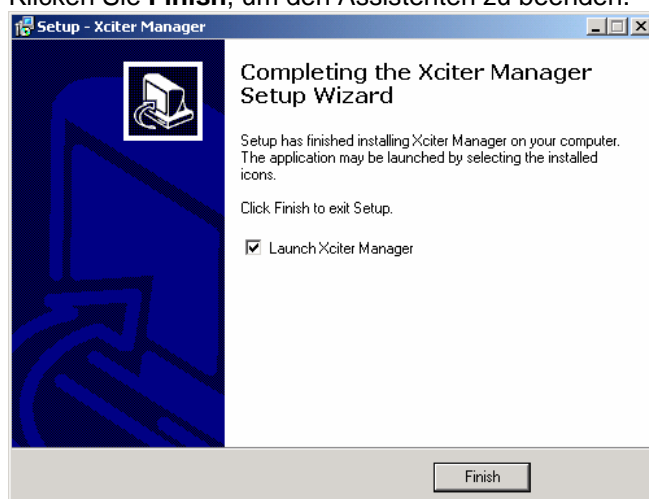 Klicken Sie Finish, um den Assistenten zu beenden.
Setup - Xciter Manager
Completing the Xciter Manager
Setup Wizard
Setup has finished installing Xciter Manager on your computer.
The application may be launched by selecting the installed
icons.
Click Finish to exit Setup.
Launch Xciter Manager
Finish